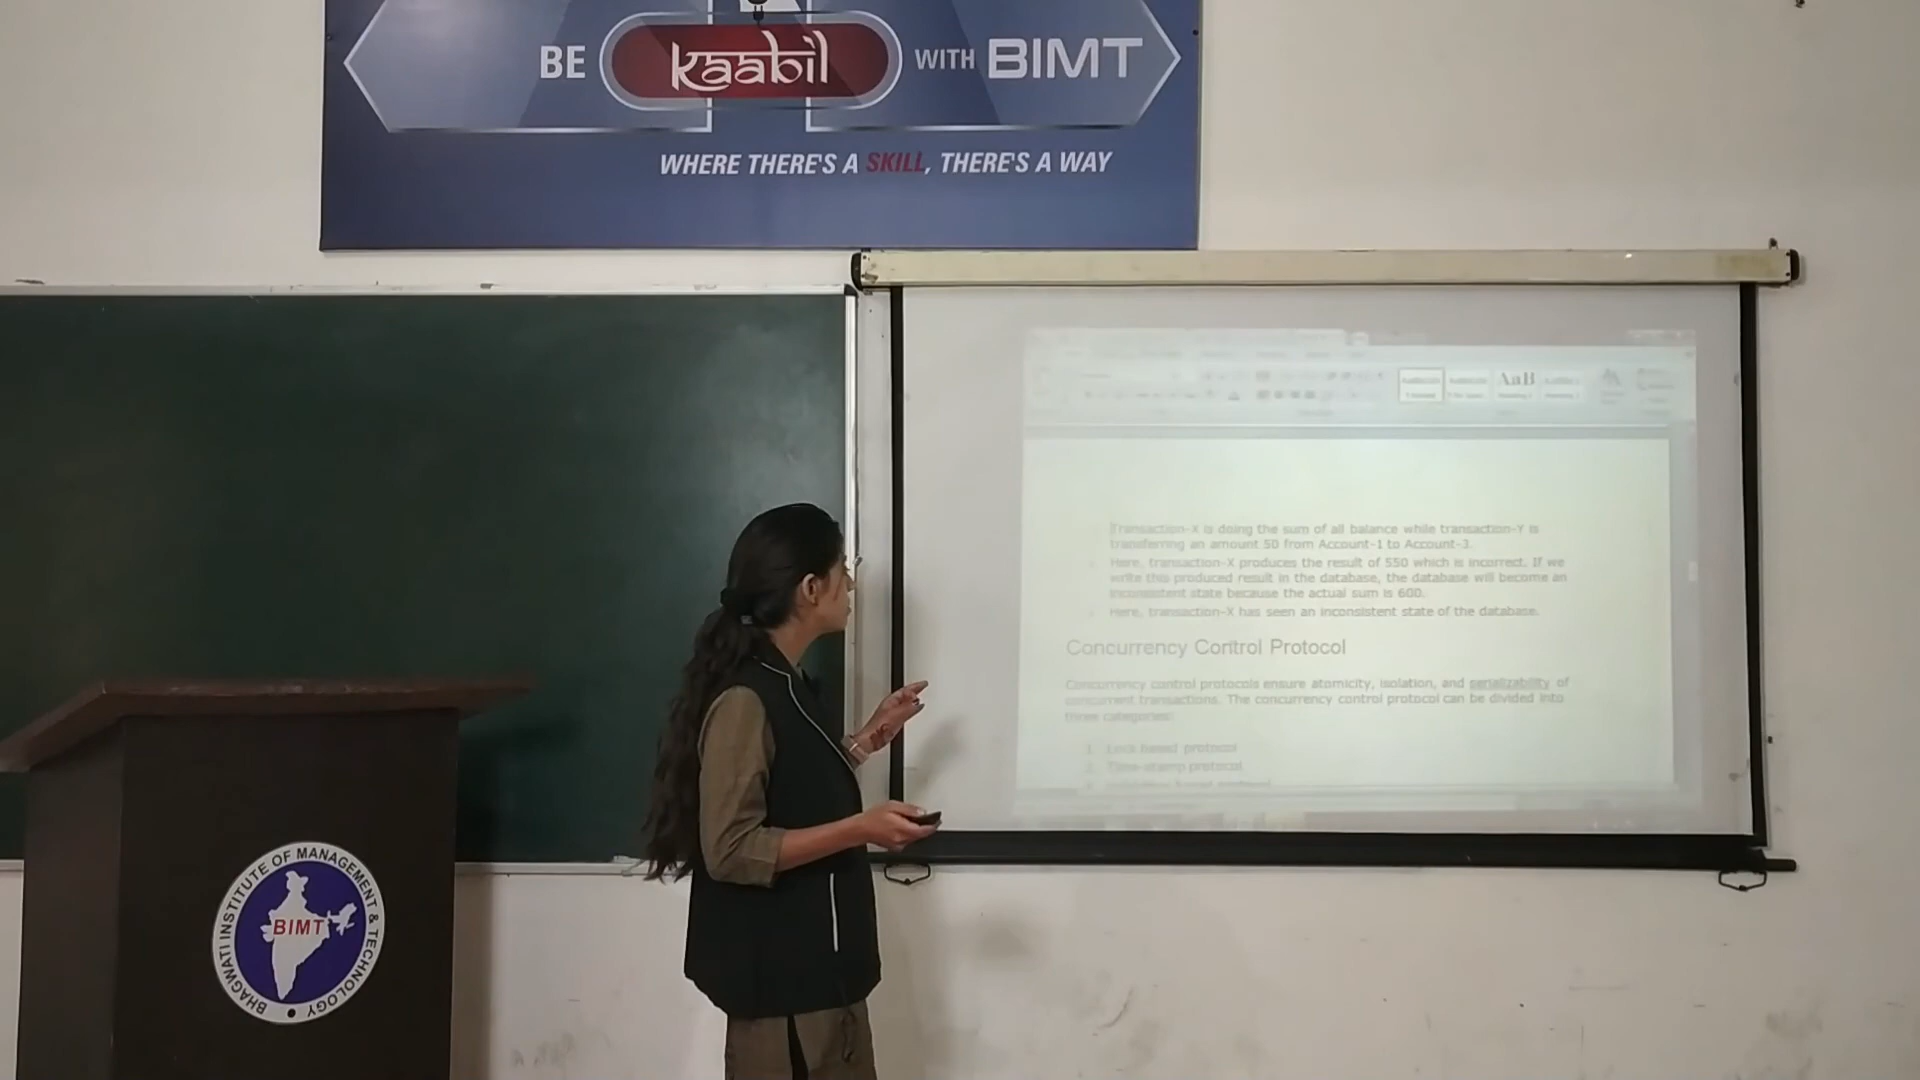 BE kaabil WITH BIMT
WHERE THERE'S A SKILL, THERE'S A WAY
AaB
Transaction-X is doing the sum of all balance while transaction-Y is
transferring an amount 50 from Account-1 to Account-3.
Here, transaction-X produces the result of 550 which is incorrect. If we
write this produced result in the database, the database will become an
inconsistent state because the actual sum is 600.
Here, transaction-X has seen an inconsistent state of the database.
Concurrency Control Protocol
Concurrency control protocols ensure atomicity, isolation, and serializability of
concurrent transactions. The concurrency control protocol can be divided into
three categories:
1. Lock based protocol
2. Time-stamp protocol
BHAGWATI INSTITUTE OF MANAGEMENT & TECHNOLOGY
BIMT